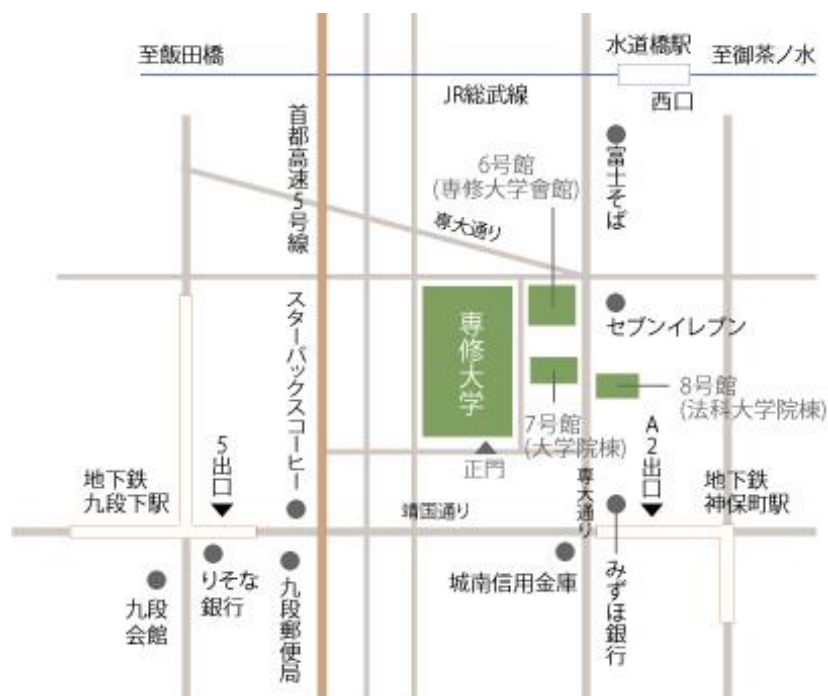 水道橋駅
至飯田橋
至御茶ノ水
JR総武線
西口
首都高速5号線
6号館
(専修大学會館)
富士そば
専大通り
スターバックスコーヒー
専修大学
セブンイレブン
8号館
(法科大学院棟)
7号館
(大学院棟)
正門
5出口
A2出口
専大通り
地下鉄
九段下駅
地下鉄
神保町駅
靖国通り
りそな
銀行
九段
会館
九段郵便局
城南信用金庫
みずほ銀行